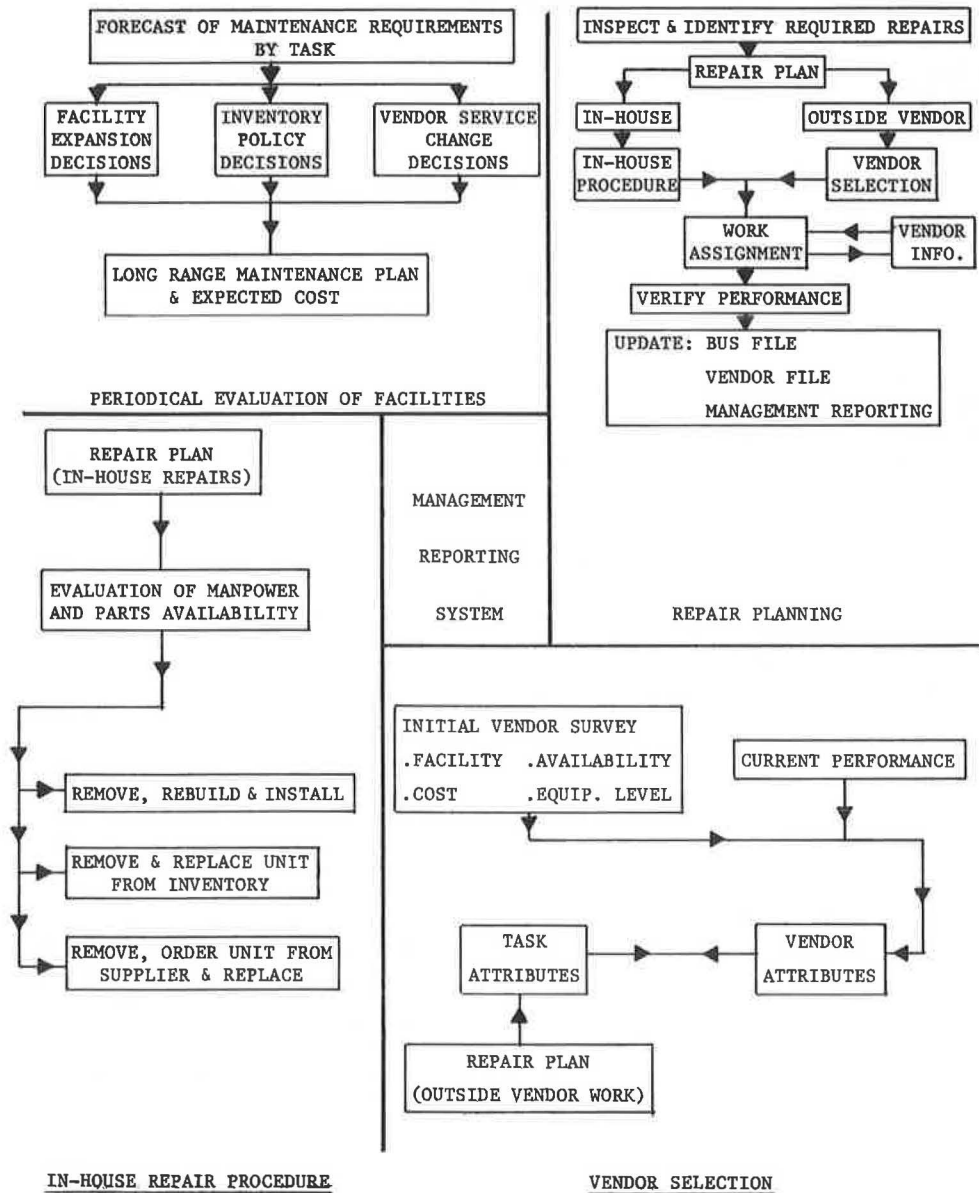 FORECAST OF MAINTENANCE REQUIREMENTS
BY TASK
FACILITY
EXPANSION
DECISIONS
INVENTORY
POLICY
DECISIONS
VENDOR SERVICE
CHANGE
DECISIONS
LONG RANGE MAINTENANCE PLAN
& EXPECTED COST
PERIODICAL EVALUATION OF FACILITIES
INSPECT & IDENTIFY REQUIRED REPAIRS
REPAIR PLAN
IN-HOUSE
OUTSIDE VENDOR
IN-HOUSE
PROCEDURE
VENDOR
SELECTION
WORK
ASSIGNMENT
VENDOR
INFO.
VERIFY PERFORMANCE
UPDATE: BUS FILE
VENDOR FILE
MANAGEMENT REPORTING
REPAIR PLANNING
MANAGEMENT
REPORTING
SYSTEM
REPAIR PLAN
(IN-HOUSE REPAIRS)
EVALUATION OF MANPOWER
AND PARTS AVAILABILITY
REMOVE, REBUILD & INSTALL
REMOVE & REPLACE UNIT
FROM INVENTORY
REMOVE, ORDER UNIT FROM
SUPPLIER & REPLACE
IN-HOUSE REPAIR PROCEDURE
INITIAL VENDOR SURVEY
.FACILITY .AVAILABILITY
.COST .EQUIP. LEVEL
CURRENT PERFORMANCE
TASK
ATTRIBUTES
VENDOR
ATTRIBUTES
REPAIR PLAN
(OUTSIDE VENDOR WORK)
VENDOR SELECTION